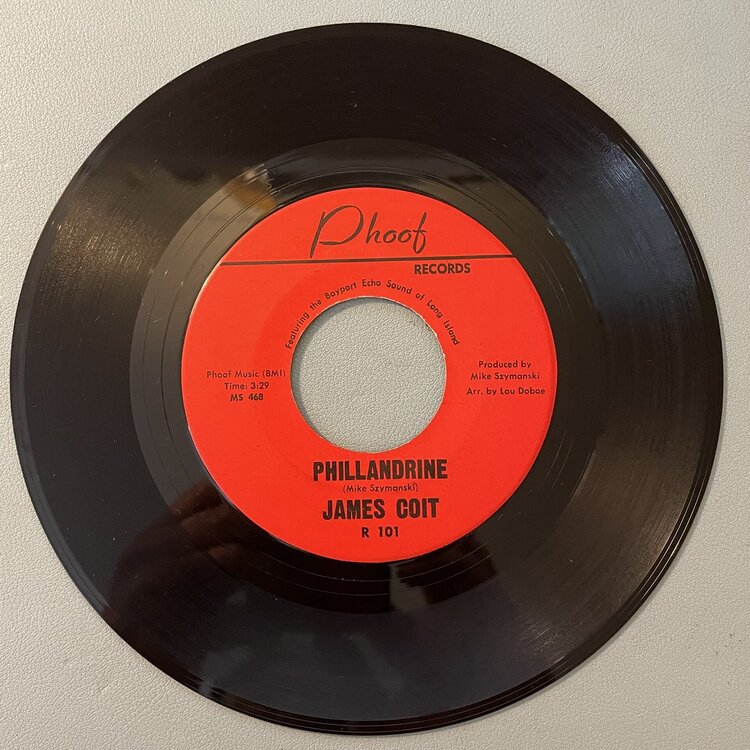 Phoof
RECORDS
Featuring the Bayport Echo Sound of Long Island
Phoof Music (BMI)
Time: 3:29
MS 468
Produced by
Mike Szymanski
Arr. by Lou Daboe
PHILLANDRINE
(Mike Szymanski)
JAMES COIT
R 101